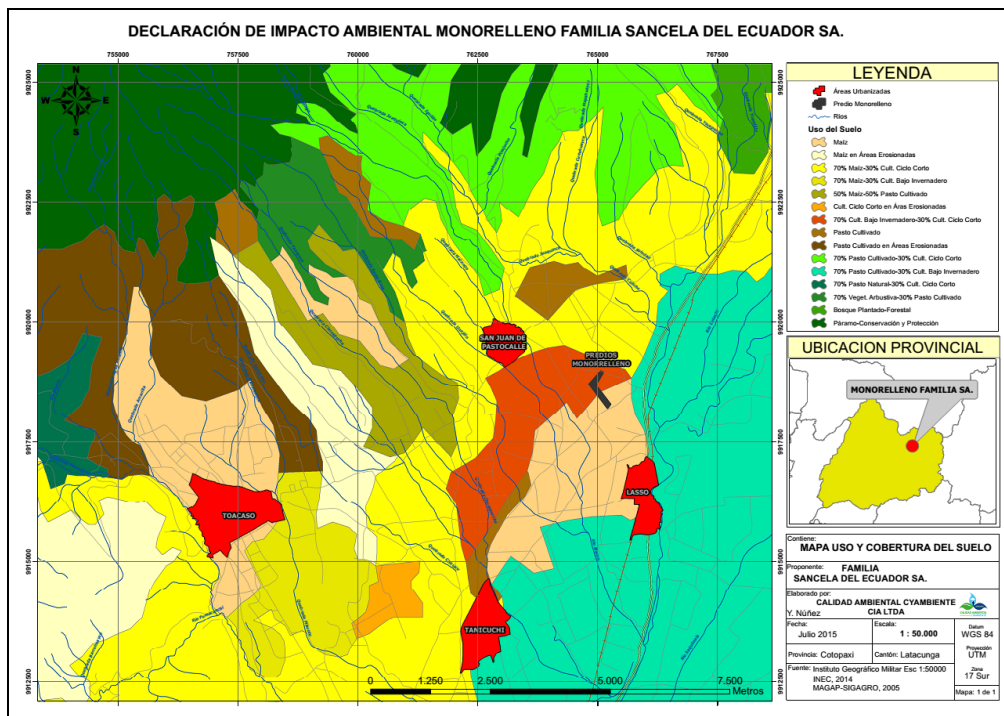 DECLARACIÓN DE IMPACTO AMBIENTAL MONORELLENO FAMILIA SANCELA DEL ECUADOR SA.
755000
757500
760000
762500
765000
767500
9925000
9922500
9920000
9917500
9915000
9912500
9925000
9922500
9920000
9917500
9915000
9912500
N
W
E
S
SAN JUAN DE
PASTOCALLE
PREDIOS
MONORRELLENO
TOACASO
LASSO
TANICUCHI
0
1.250
2.500
5.000
7.500
Metros
LEYENDA
Áreas Urbanizadas
Predio Monorelleno
Ríos
Uso del Suelo
Maíz
Maíz en Áreas Erosionadas
70% Maíz-30% Cult. Ciclo Corto
70% Maíz-30% Cult. Bajo Invernadero
50% Maíz-50% Pasto Cultivado
Cult. Ciclo Corto en Áras Erosionadas
70% Cult. Bajo Invernadero-30% Cult. Ciclo Corto
Pasto Cultivado
Pasto Cultivado en Áreas Erosionadas
70% Pasto Cultivado-30% Cult. Ciclo Corto
70% Pasto Cultivado-30% Cult. Bajo Invernadero
70% Pasto Natural-30% Cult. Ciclo Corto
70% Veget. Arbustiva-30% Pasto Cultivado
Bosque Plantado-Forestal
Páramo-Conservación y Protección
UBICACION PROVINCIAL
MONORELLENO FAMILIA SA.
Contiene:
MAPA USO Y COBERTURA DEL SUELO
Proponente: FAMILIA
SANCELA DEL ECUADOR SA.
Elaborado por:
CALIDAD AMBIENTAL CYAMBIENTE
CIA LTDA
Y. Núñez
Fecha:
Julio 2015
Escala:
1 : 50.000
Datum
WGS 84
Proyección
UTM
Zona
17 Sur
Provincia: Cotopaxi
Cantón: Latacunga
Fuente: Instituto Geográfico Militar Esc 1:50000
INEC, 2014
MAGAP-SIGAGRO, 2005
Mapa: 1 de 1